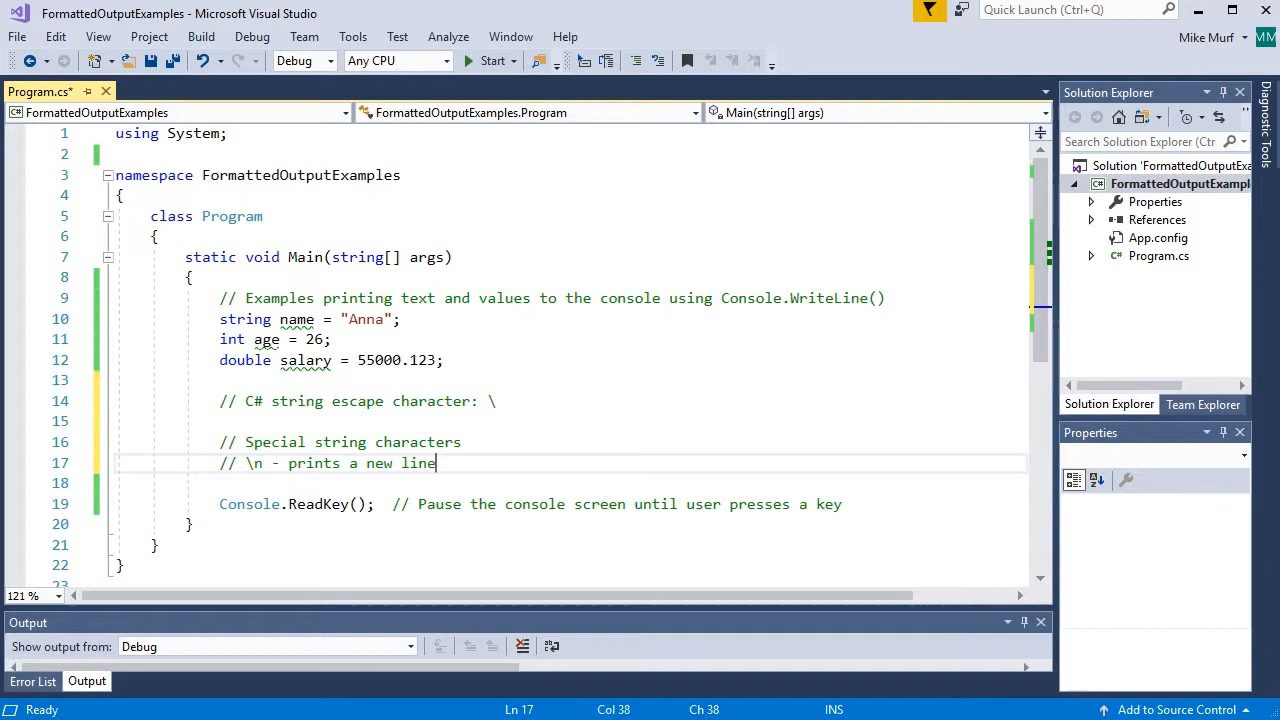 FormattedOutputExamples - Microsoft Visual Studio
Quick Launch (Ctrl+Q)
File Edit View Project Build Debug Team Tools Test Analyze Window Help
Mike Murf
MM
Debug Any CPU Start
Program.cs*
FormattedOutputExamples FormattedOutputExamples.Program Main(string[] args)
1 using System;
2
3 namespace FormattedOutputExamples
4 {
5 class Program
6 {
7 static void Main(string[] args)
8 {
9 // Examples printing text and values to the console using Console.WriteLine()
10 string name = "Anna";
11 int age = 26;
12 double salary = 55000.123;
13
14 // C# string escape character: \
15
16 // Special string characters
17 // \n - prints a new line
18
19 Console.ReadKey();  // Pause the console screen until user presses a key
20 }
21 }
22 }
23
121 %
Solution Explorer
Search Solution Explorer (Ctr
Solution 'FormattedOutputExa
C# FormattedOutputExampl
Properties
References
App.config
C# Program.cs
Solution Explorer Team Explorer
Properties
Diagnostic Tools
Output
Show output from: Debug
Error List Output
Ready Ln 17 Col 38 Ch 38 INS Add to Source Control